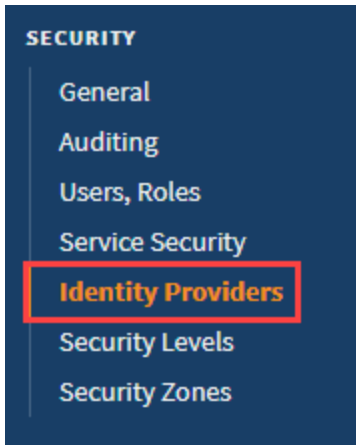 SECURITY
General
Auditing
Users, Roles
Service Security
Identity Providers
Security Levels
Security Zones